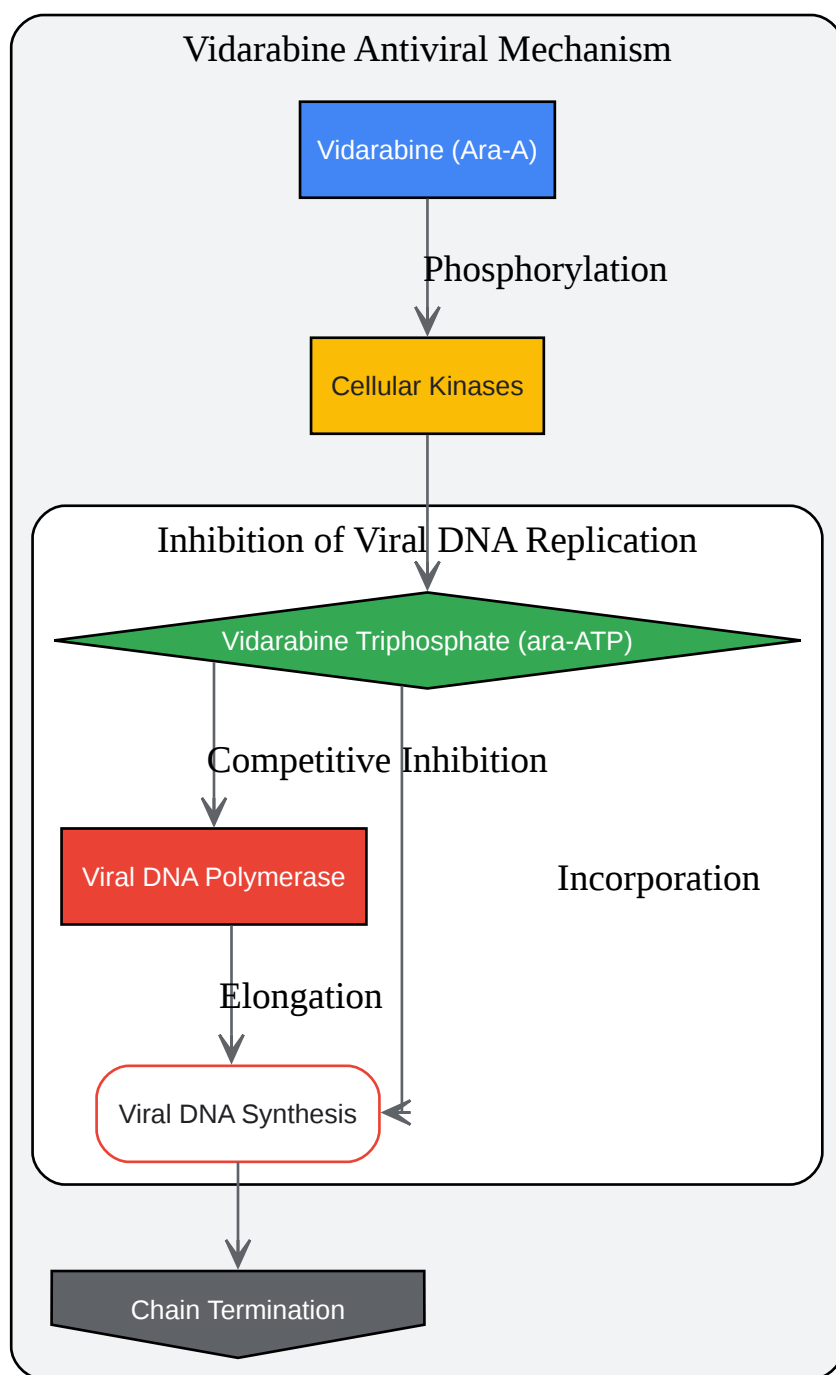 Vidarabine Antiviral Mechanism
Vidarabine (Ara-A)
Phosphorylation
Cellular Kinases
Inhibition of Viral DNA Replication
Vidarabine Triphosphate (ara-ATP)
Competitive Inhibition
Viral DNA Polymerase
Incorporation
Elongation
Viral DNA Synthesis
Chain Termination